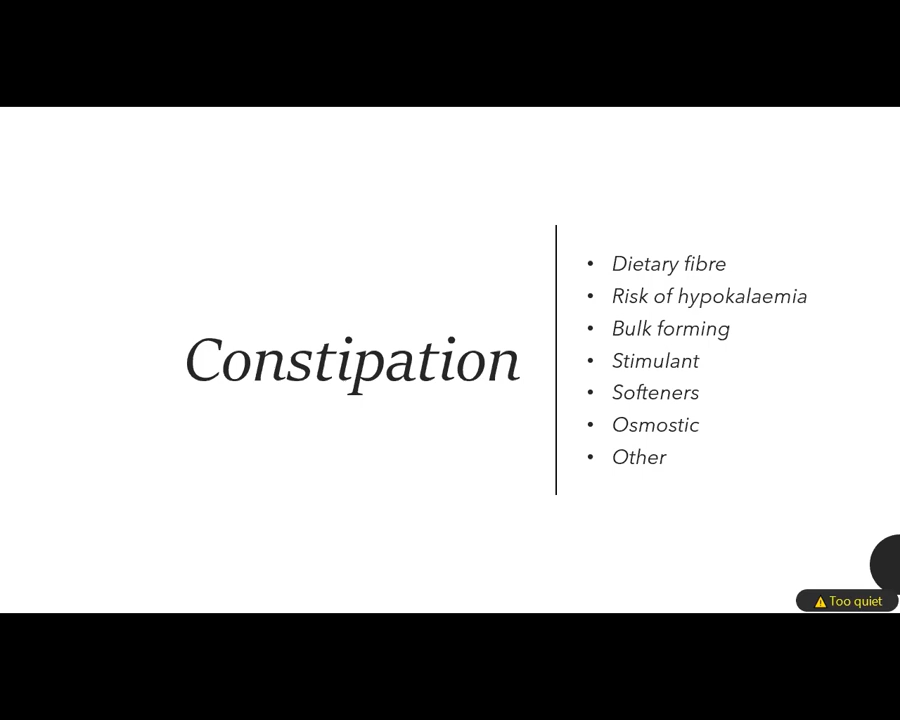 Constipation
• Dietary fibre
• Risk of hypokalaemia
• Bulk forming
• Stimulant
• Softeners
• Osmostic
• Other
⚠ Too quiet